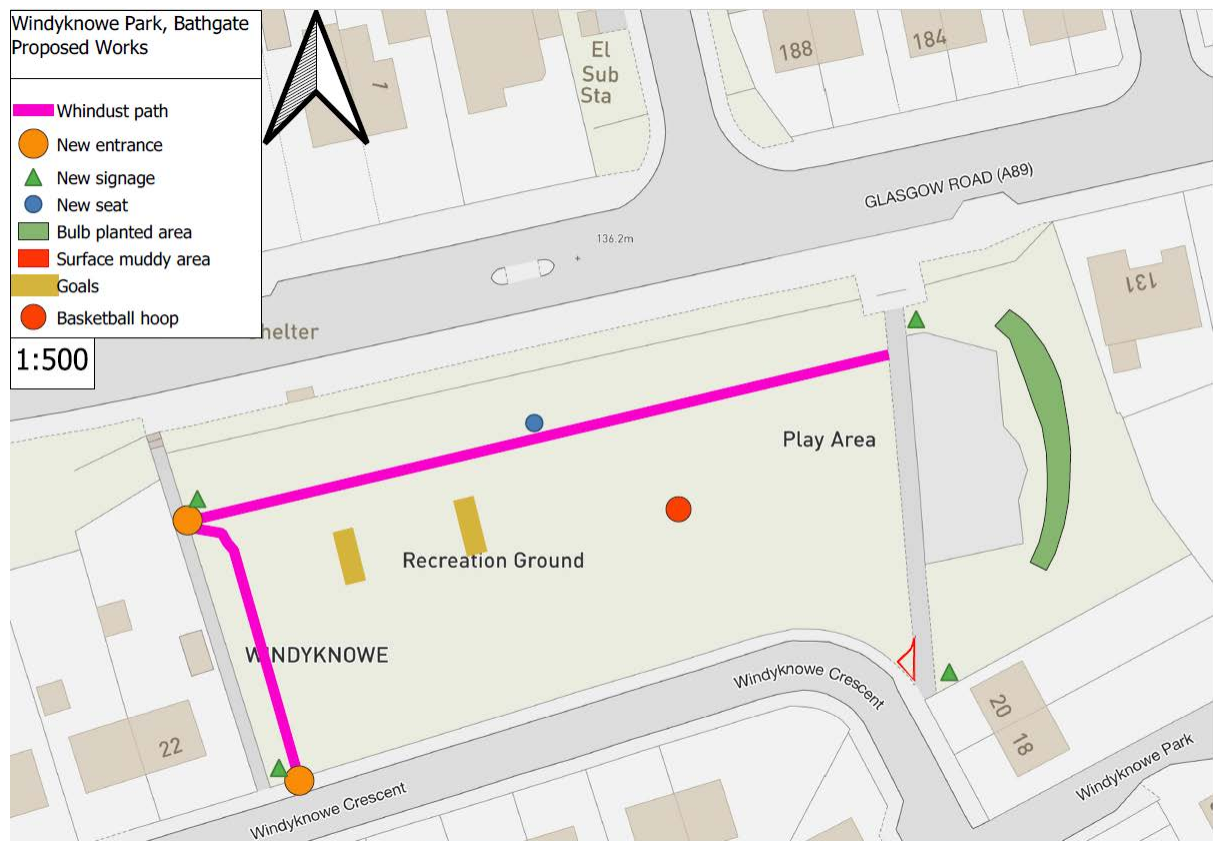 Windyknowe Park, Bathgate
Proposed Works
Whindust path
New entrance
New signage
New seat
Bulb planted area
Surface muddy area
Goals
Basketball hoop
1:500
1
El
Sub
Sta
188
184
GLASGOW ROAD (A89)
136.2m
131
helter
Play Area
Recreation Ground
WINDYKNOWE
Windyknowe Crescent
22
20
18
Windyknowe Park
Windyknowe Crescent